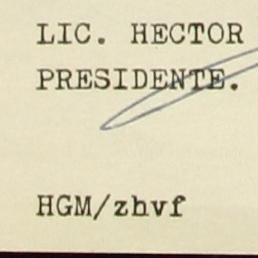 LIC. HECTOR
PRESIDENTE.
HGM/zhvf